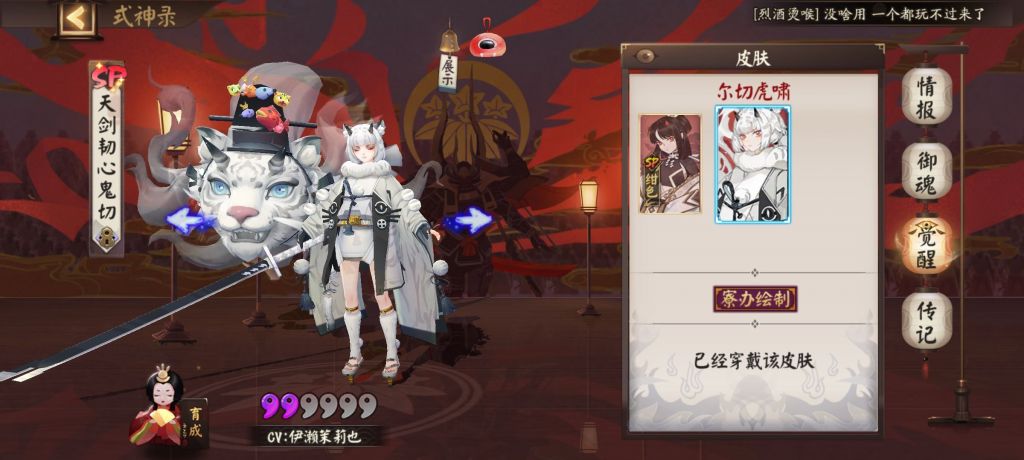 式神录
[烈酒烫喉] 没啥用 一个都玩不过来了
SP
天剑韧心鬼切
展示
皮肤
尔切虎啸
SP
绀色
寮办绘制
已经穿戴该皮肤
情报
御魂
觉醒
传记
育成
CV:伊濑茉莉也